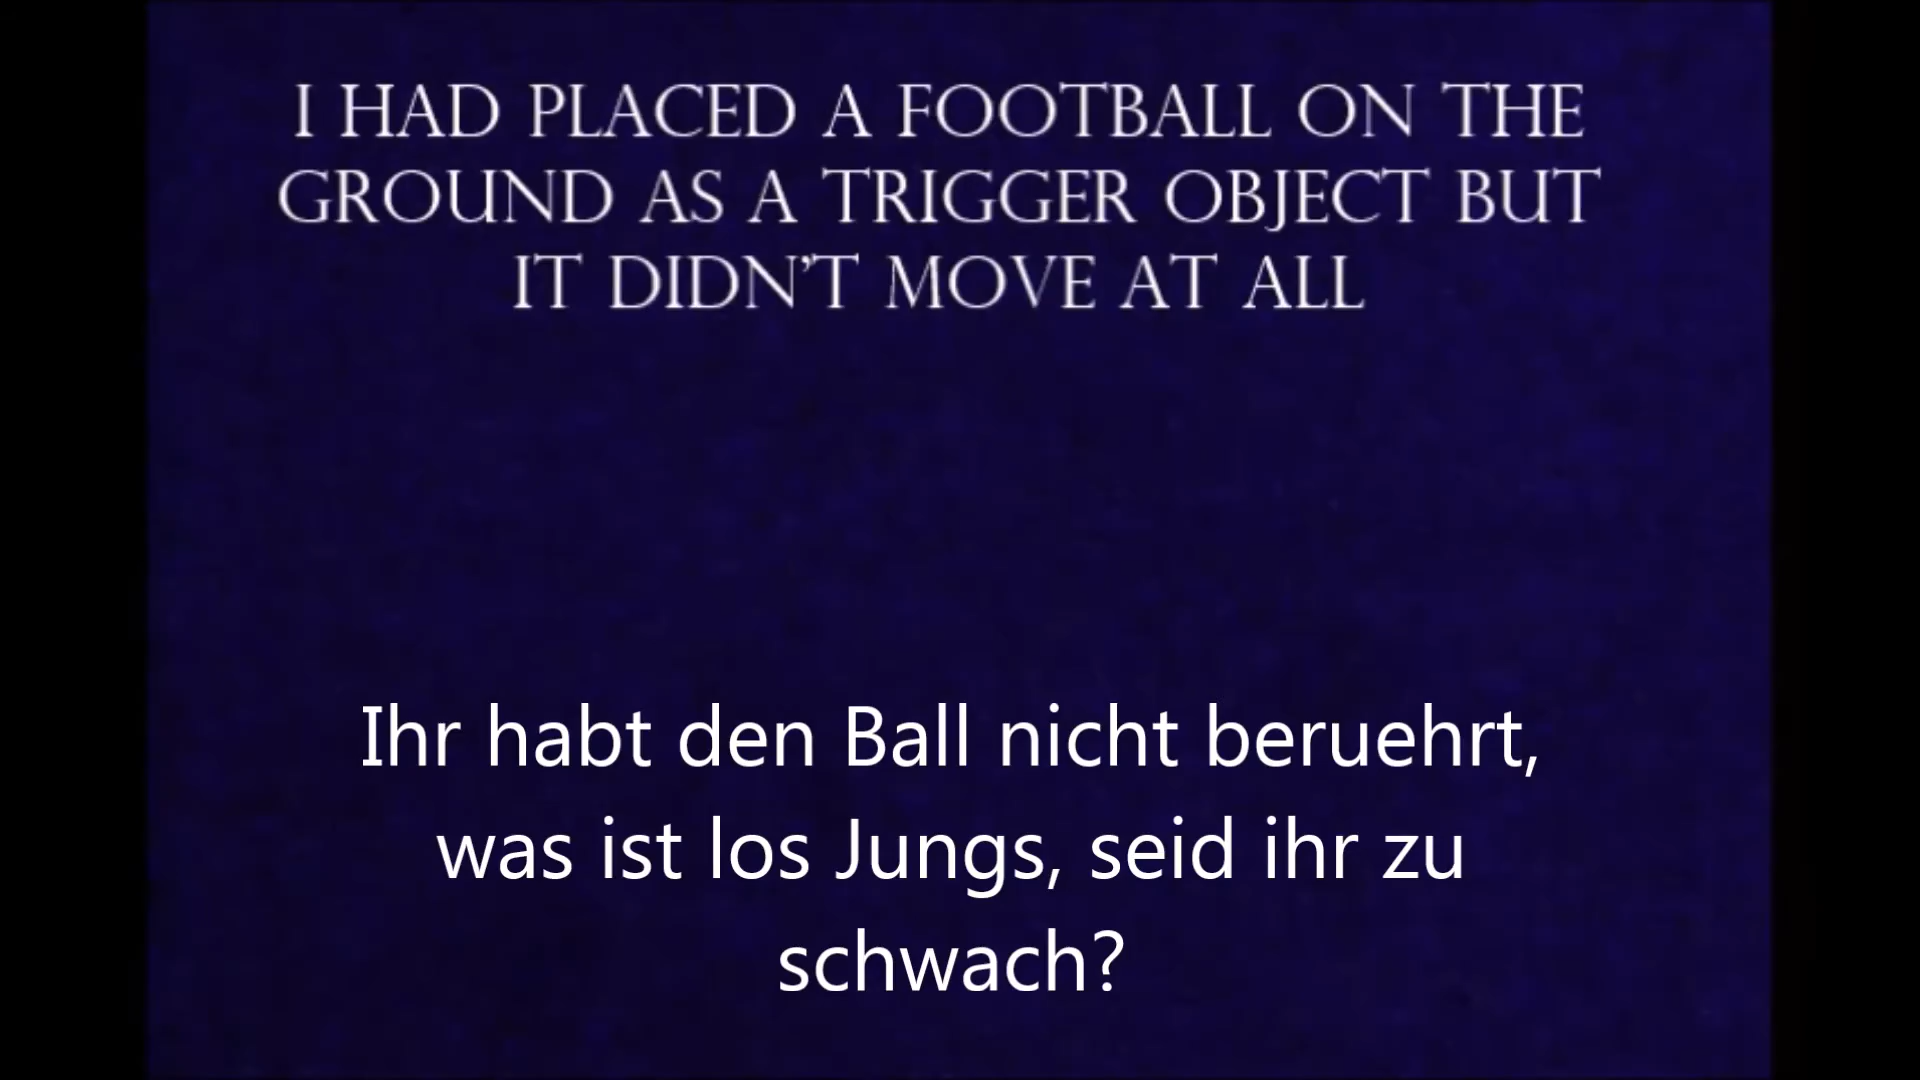 I HAD PLACED A FOOTBALL ON THE
GROUND AS A TRIGGER OBJECT BUT
IT DIDN'T MOVE AT ALL
Ihr habt den Ball nicht beruehrt,
was ist los Jungs, seid ihr zu
schwach?